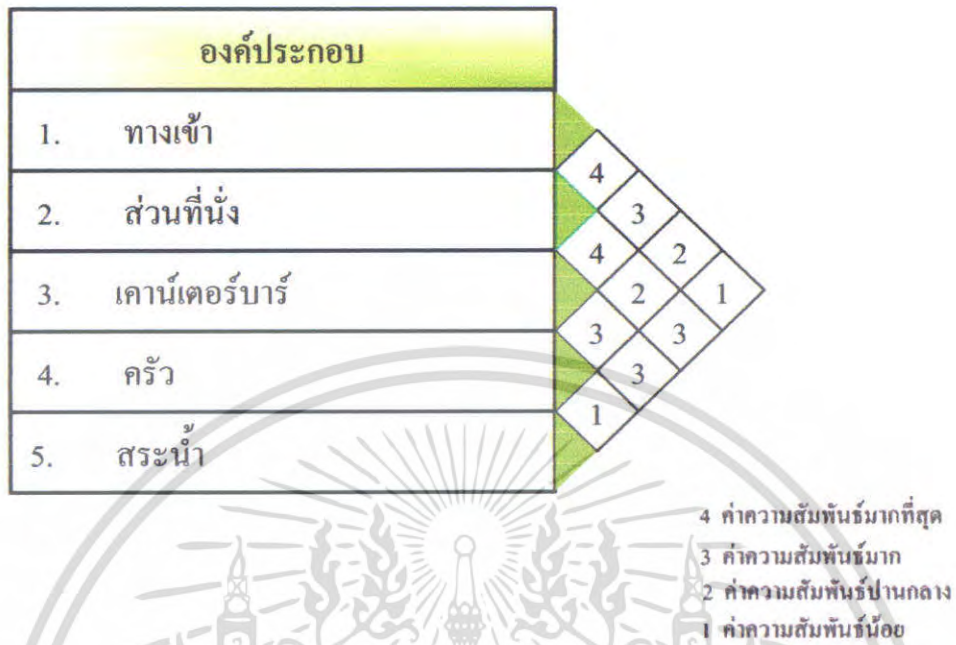 องค์ประกอบ
1. ทางเข้า
2. ส่วนที่นั่ง
3. เคาน์เตอร์บาร์
4. ครัว
5. สระน้ำ
4
3
4 2
2 1
3 3
3
1
4 ค่าความสัมพันธ์มากที่สุด
3 ค่าความสัมพันธ์มาก
2 ค่าความสัมพันธ์ปานกลาง
1 ค่าความสัมพันธ์น้อย